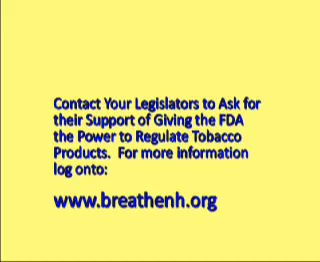 Contact Your Legislators to Ask for
their Support of Giving the FDA
the Power to Regulate Tobacco
Products.  For more information
log onto:
www.breathenh.org